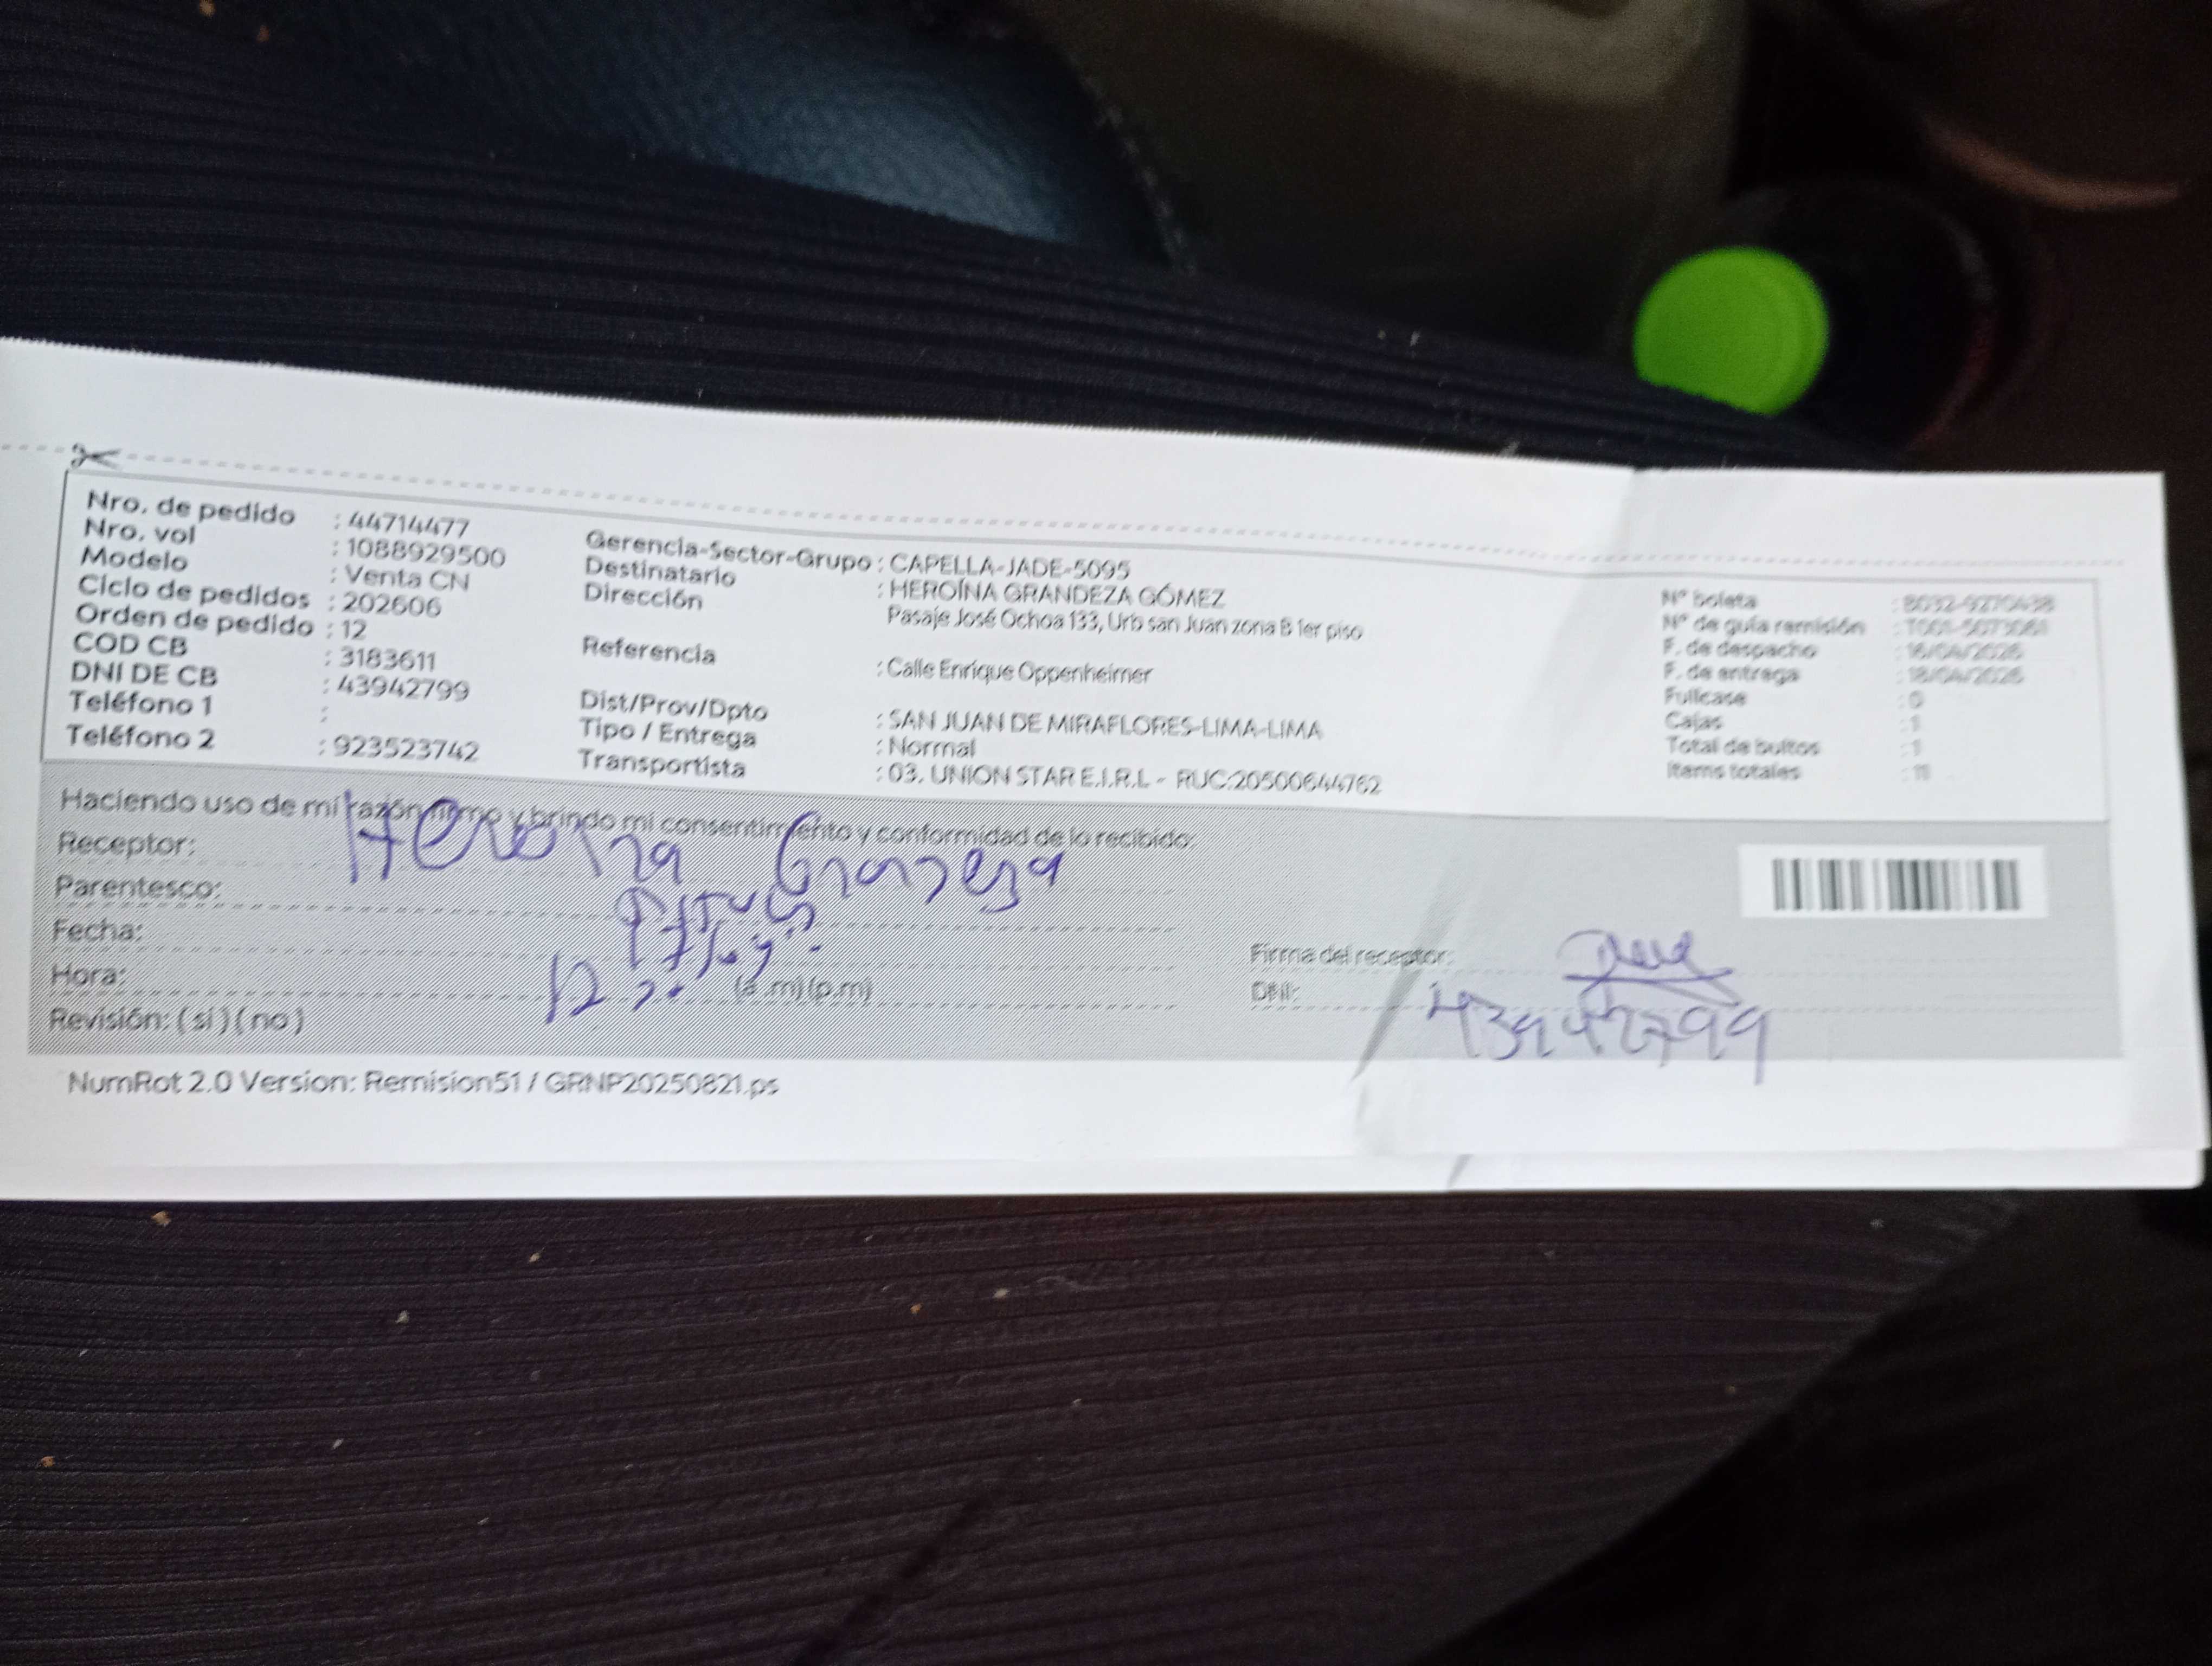 Nro. de pedido : 44714477
Nro. vol : 1088929500
Modelo : Venta CN
Ciclo de pedidos : 202606
Orden de pedido : 12
COD CB : 3183611
DNI DE CB : 43942799
Teléfono 1 :
Teléfono 2 : 923523742
Gerencia-Sector-Grupo : CAPELLA-JADE-5095
Destinatario : HEROÍNA GRANDEZA GÓMEZ
Dirección Pasaje José Ochoa 133, Urb san Juan zona B 1er piso
Referencia : Calle Enrique Oppenheimer
Dist/Prov/Dpto : SAN JUAN DE MIRAFLORES-LIMA-LIMA
Tipo / Entrega : Normal
Transportista : 03. UNION STAR E.I.R.L - RUC:20500644762
N° boleta
N° de guía remisión
F. de despacho : 16/04/2026
F. de entrega : 18/04/2026
Fullcase : 0
Cajas : 1
Total de bultos : 1
Items totales : 11
Haciendo uso de mi razón firmo y brindo mi consentimiento y conformidad de lo recibido:
Receptor: Heroina Grandeza
Parentesco:
Fecha:
Hora: (a.m)(p.m)
Revisión: ( si ) ( no )
Firma del receptor:
DNI: 43942799
NumRot 2.0 Version: Remision51 / GRNP20250821.ps